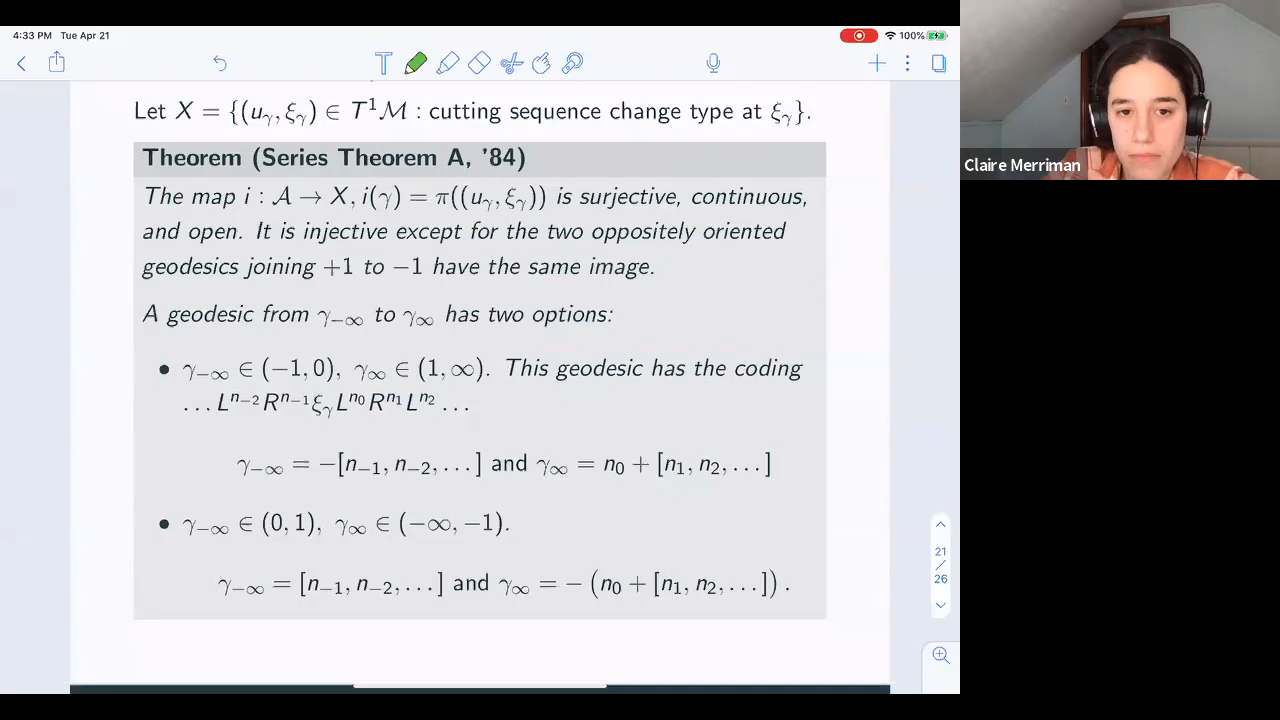 4:33 PM Tue Apr 21
100%
Let X = {(u_γ, ξ_γ) ∈ T¹ℳ : cutting sequence change type at ξ_γ}.
Theorem (Series Theorem A, '84)
The map i : 𝒜 → X, i(γ) = π((u_γ, ξ_γ)) is surjective, continuous,
and open. It is injective except for the two oppositely oriented
geodesics joining +1 to −1 have the same image.
A geodesic from γ_{−∞} to γ_∞ has two options:
• γ_{−∞} ∈ (−1, 0), γ_∞ ∈ (1, ∞). This geodesic has the coding
... L^{n_{−2}} R^{n_{−1}} ξ_γ L^{n_0} R^{n_1} L^{n_2} ...
γ_{−∞} = −[n_{−1}, n_{−2}, ...] and γ_∞ = n_0 + [n_1, n_2, ...]
• γ_{−∞} ∈ (0, 1), γ_∞ ∈ (−∞, −1).
γ_{−∞} = [n_{−1}, n_{−2}, ...] and γ_∞ = − (n_0 + [n_1, n_2, ...]) .
21
/
26
Claire Merriman